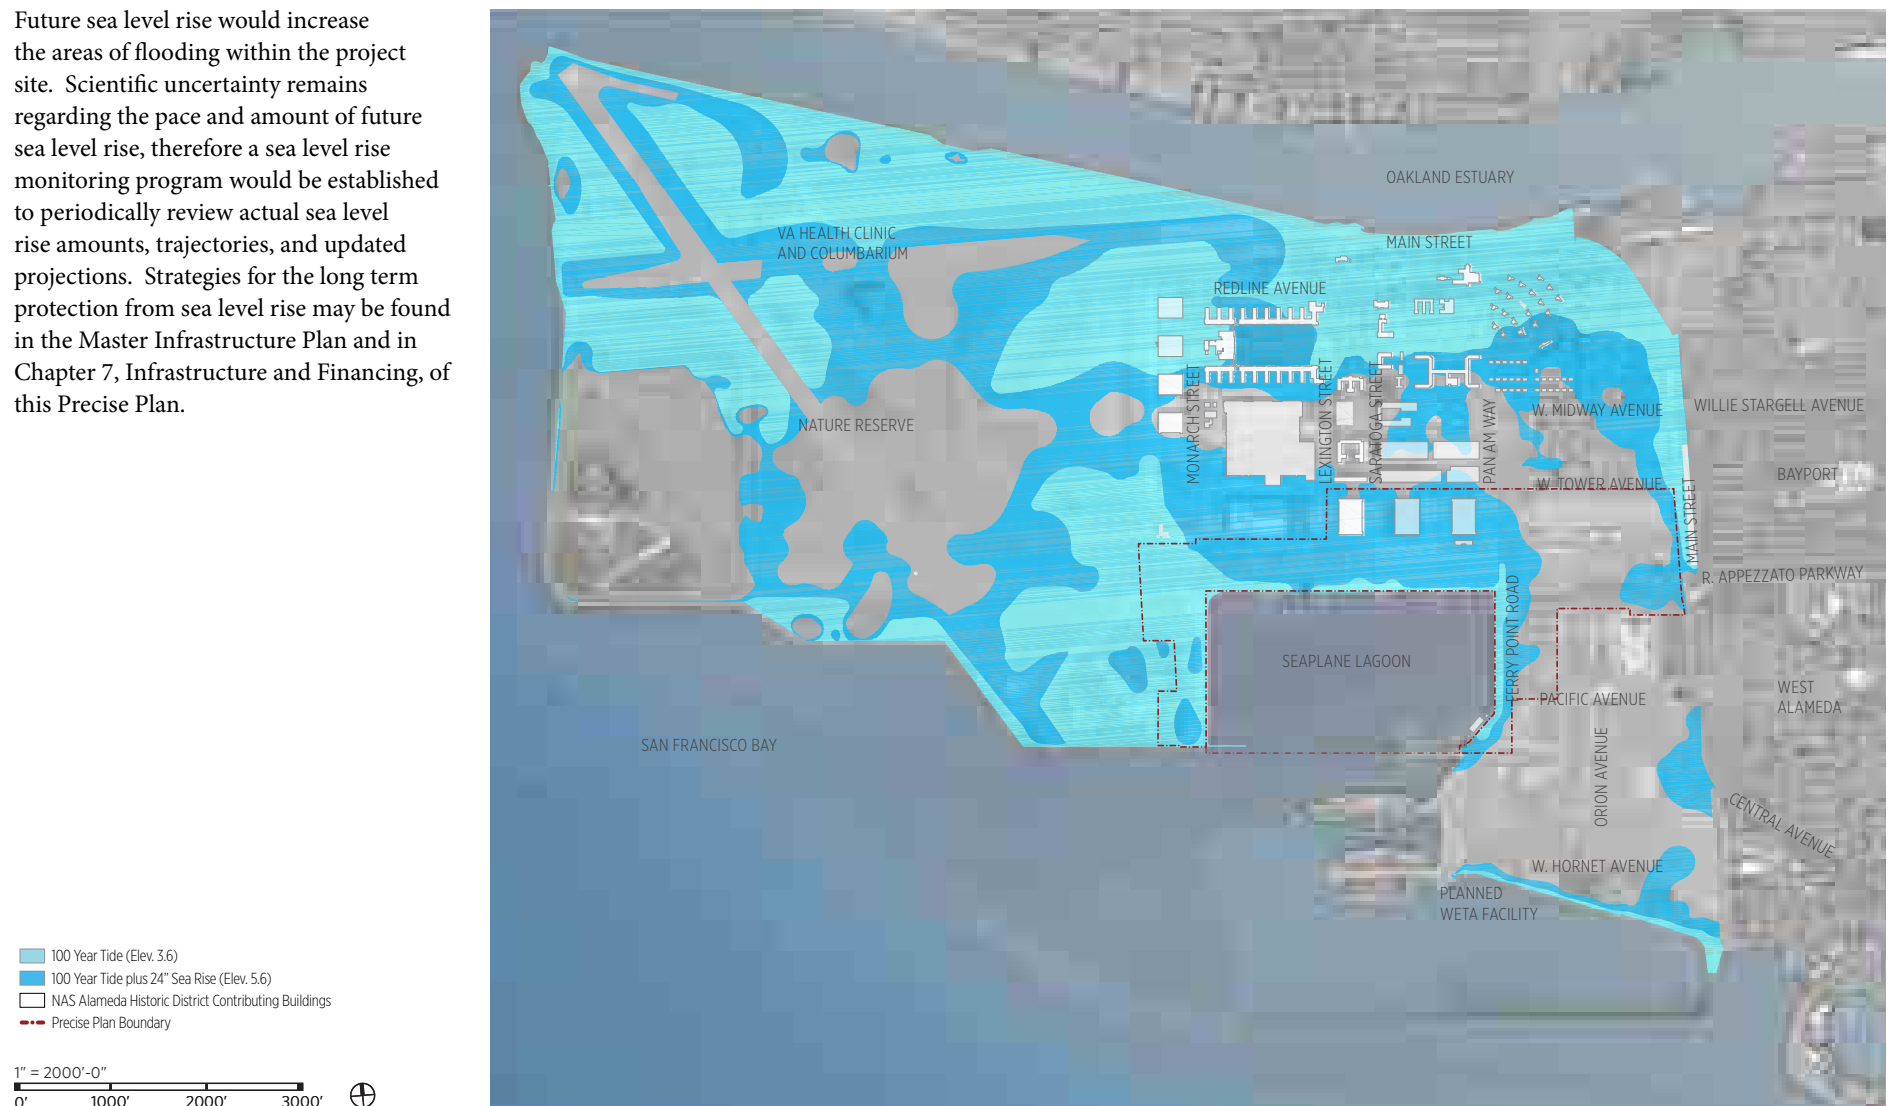 Future sea level rise would increase
the areas of flooding within the project
site.  Scientific uncertainty remains
regarding the pace and amount of future
sea level rise, therefore a sea level rise
monitoring program would be established
to periodically review actual sea level
rise amounts, trajectories, and updated
projections.  Strategies for the long term
protection from sea level rise may be found
in the Master Infrastructure Plan and in
Chapter 7, Infrastructure and Financing, of
this Precise Plan.
OAKLAND ESTUARY
VA HEALTH CLINIC
AND COLUMBARIUM
MAIN STREET
REDLINE AVENUE
MONARCH STREET
LEXINGTON STREET
SARATOGA STREET
PAN AM WAY
W. MIDWAY AVENUE
WILLIE STARGELL AVENUE
NATURE RESERVE
BAYPORT
W. TOWER AVENUE
MAIN STREET
R. APPEZZATO PARKWAY
FERRY POINT ROAD
SEAPLANE LAGOON
PACIFIC AVENUE
WEST
ALAMEDA
SAN FRANCISCO BAY
ORION AVENUE
CENTRAL AVENUE
W. HORNET AVENUE
PLANNED
WETA FACILITY
100 Year Tide (Elev. 3.6)
100 Year Tide plus 24" Sea Rise (Elev. 5.6)
NAS Alameda Historic District Contributing Buildings
Precise Plan Boundary
1" = 2000'-0"
0' 1000' 2000' 3000'